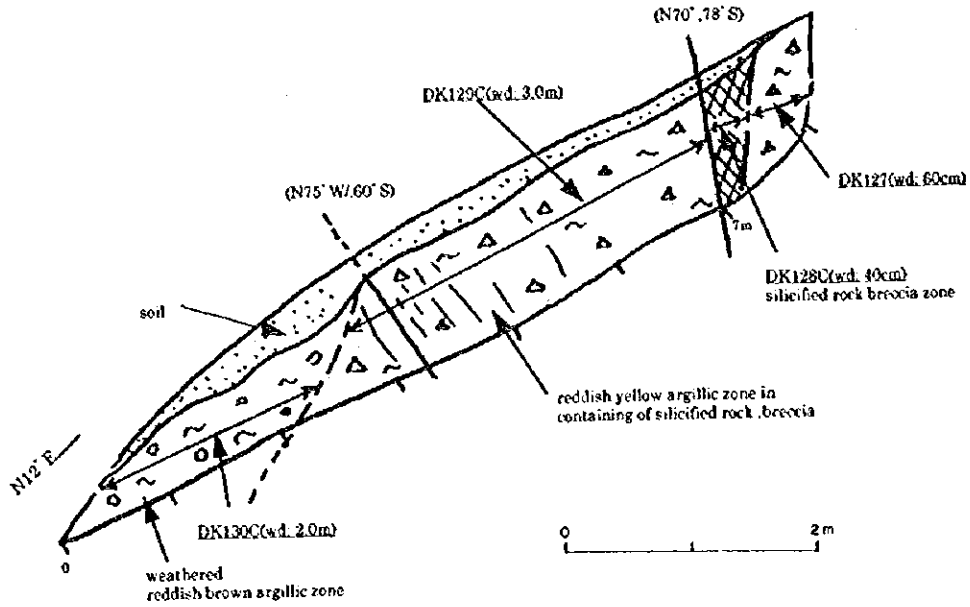 (N70°,78°S)
DK129C(wd: 3.0m)
(N75°W/.60°S)
DK127(wd: 60cm)
7m
DK128C(wd: 40cm)
silicified rock breccia zone
soil
reddish yellow argillic zone in
containing of silicified rock .breccia
N12°E
DK130C(wd: 2.0m)
0
2 m
0
weathered
reddish brown argillic zone